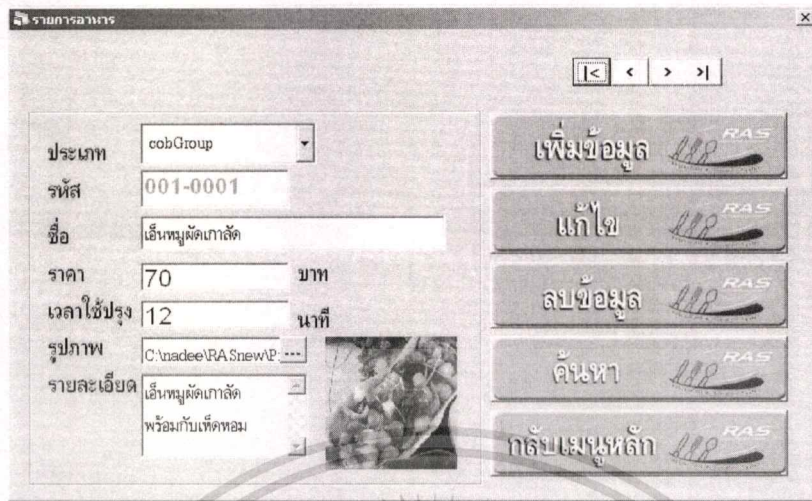 รายการอาหาร
|< < > >|
ประเภท cobGroup
รหัส 001-0001
ชื่อ เอ็นหมูผัดเกาลัด
ราคา 70 บาท
เวลาใช้ปรุง 12 นาที
รูปภาพ C:\nadee\RASnew\P: ...
รายละเอียด เอ็นหมูผัดเกาลัด
พร้อมกับเห็ดหอม
เพิ่มข้อมูล RAS
แก้ไข RAS
ลบข้อมูล RAS
ค้นหา RAS
กลับเมนูหลัก RAS